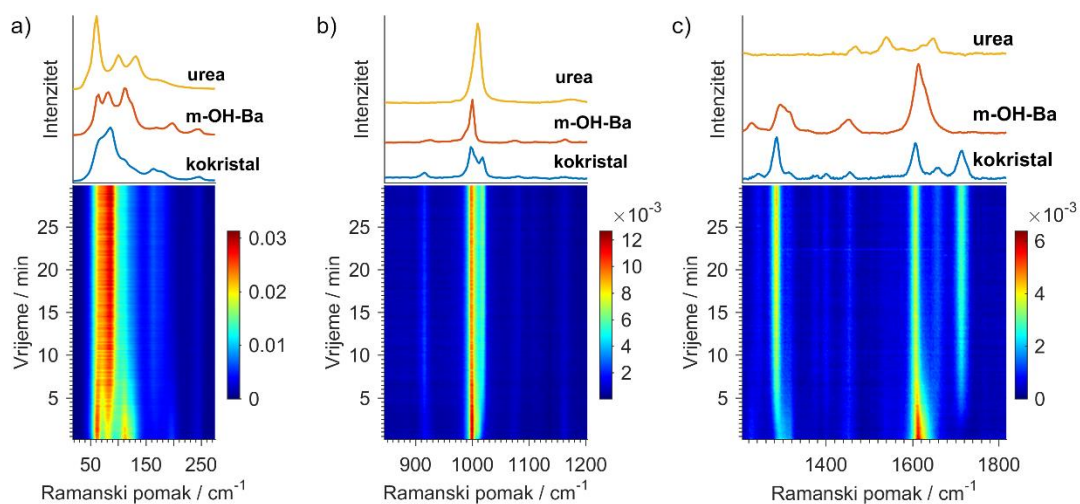 a)
Intenzitet
urea
m-OH-Ba
kokristal
Vrijeme / min
25
20
15
10
5
0.03
0.02
0.01
0
50 150 250
Ramanski pomak / cm⁻¹
b)
Intenzitet
urea
m-OH-Ba
kokristal
Vrijeme / min
25
20
15
10
5
×10⁻³
12
10
8
6
4
2
900 1000 1100 1200
Ramanski pomak / cm⁻¹
c)
Intenzitet
urea
m-OH-Ba
kokristal
Vrijeme / min
25
20
15
10
5
×10⁻³
6
4
2
0
1400 1600 1800
Ramanski pomak / cm⁻¹